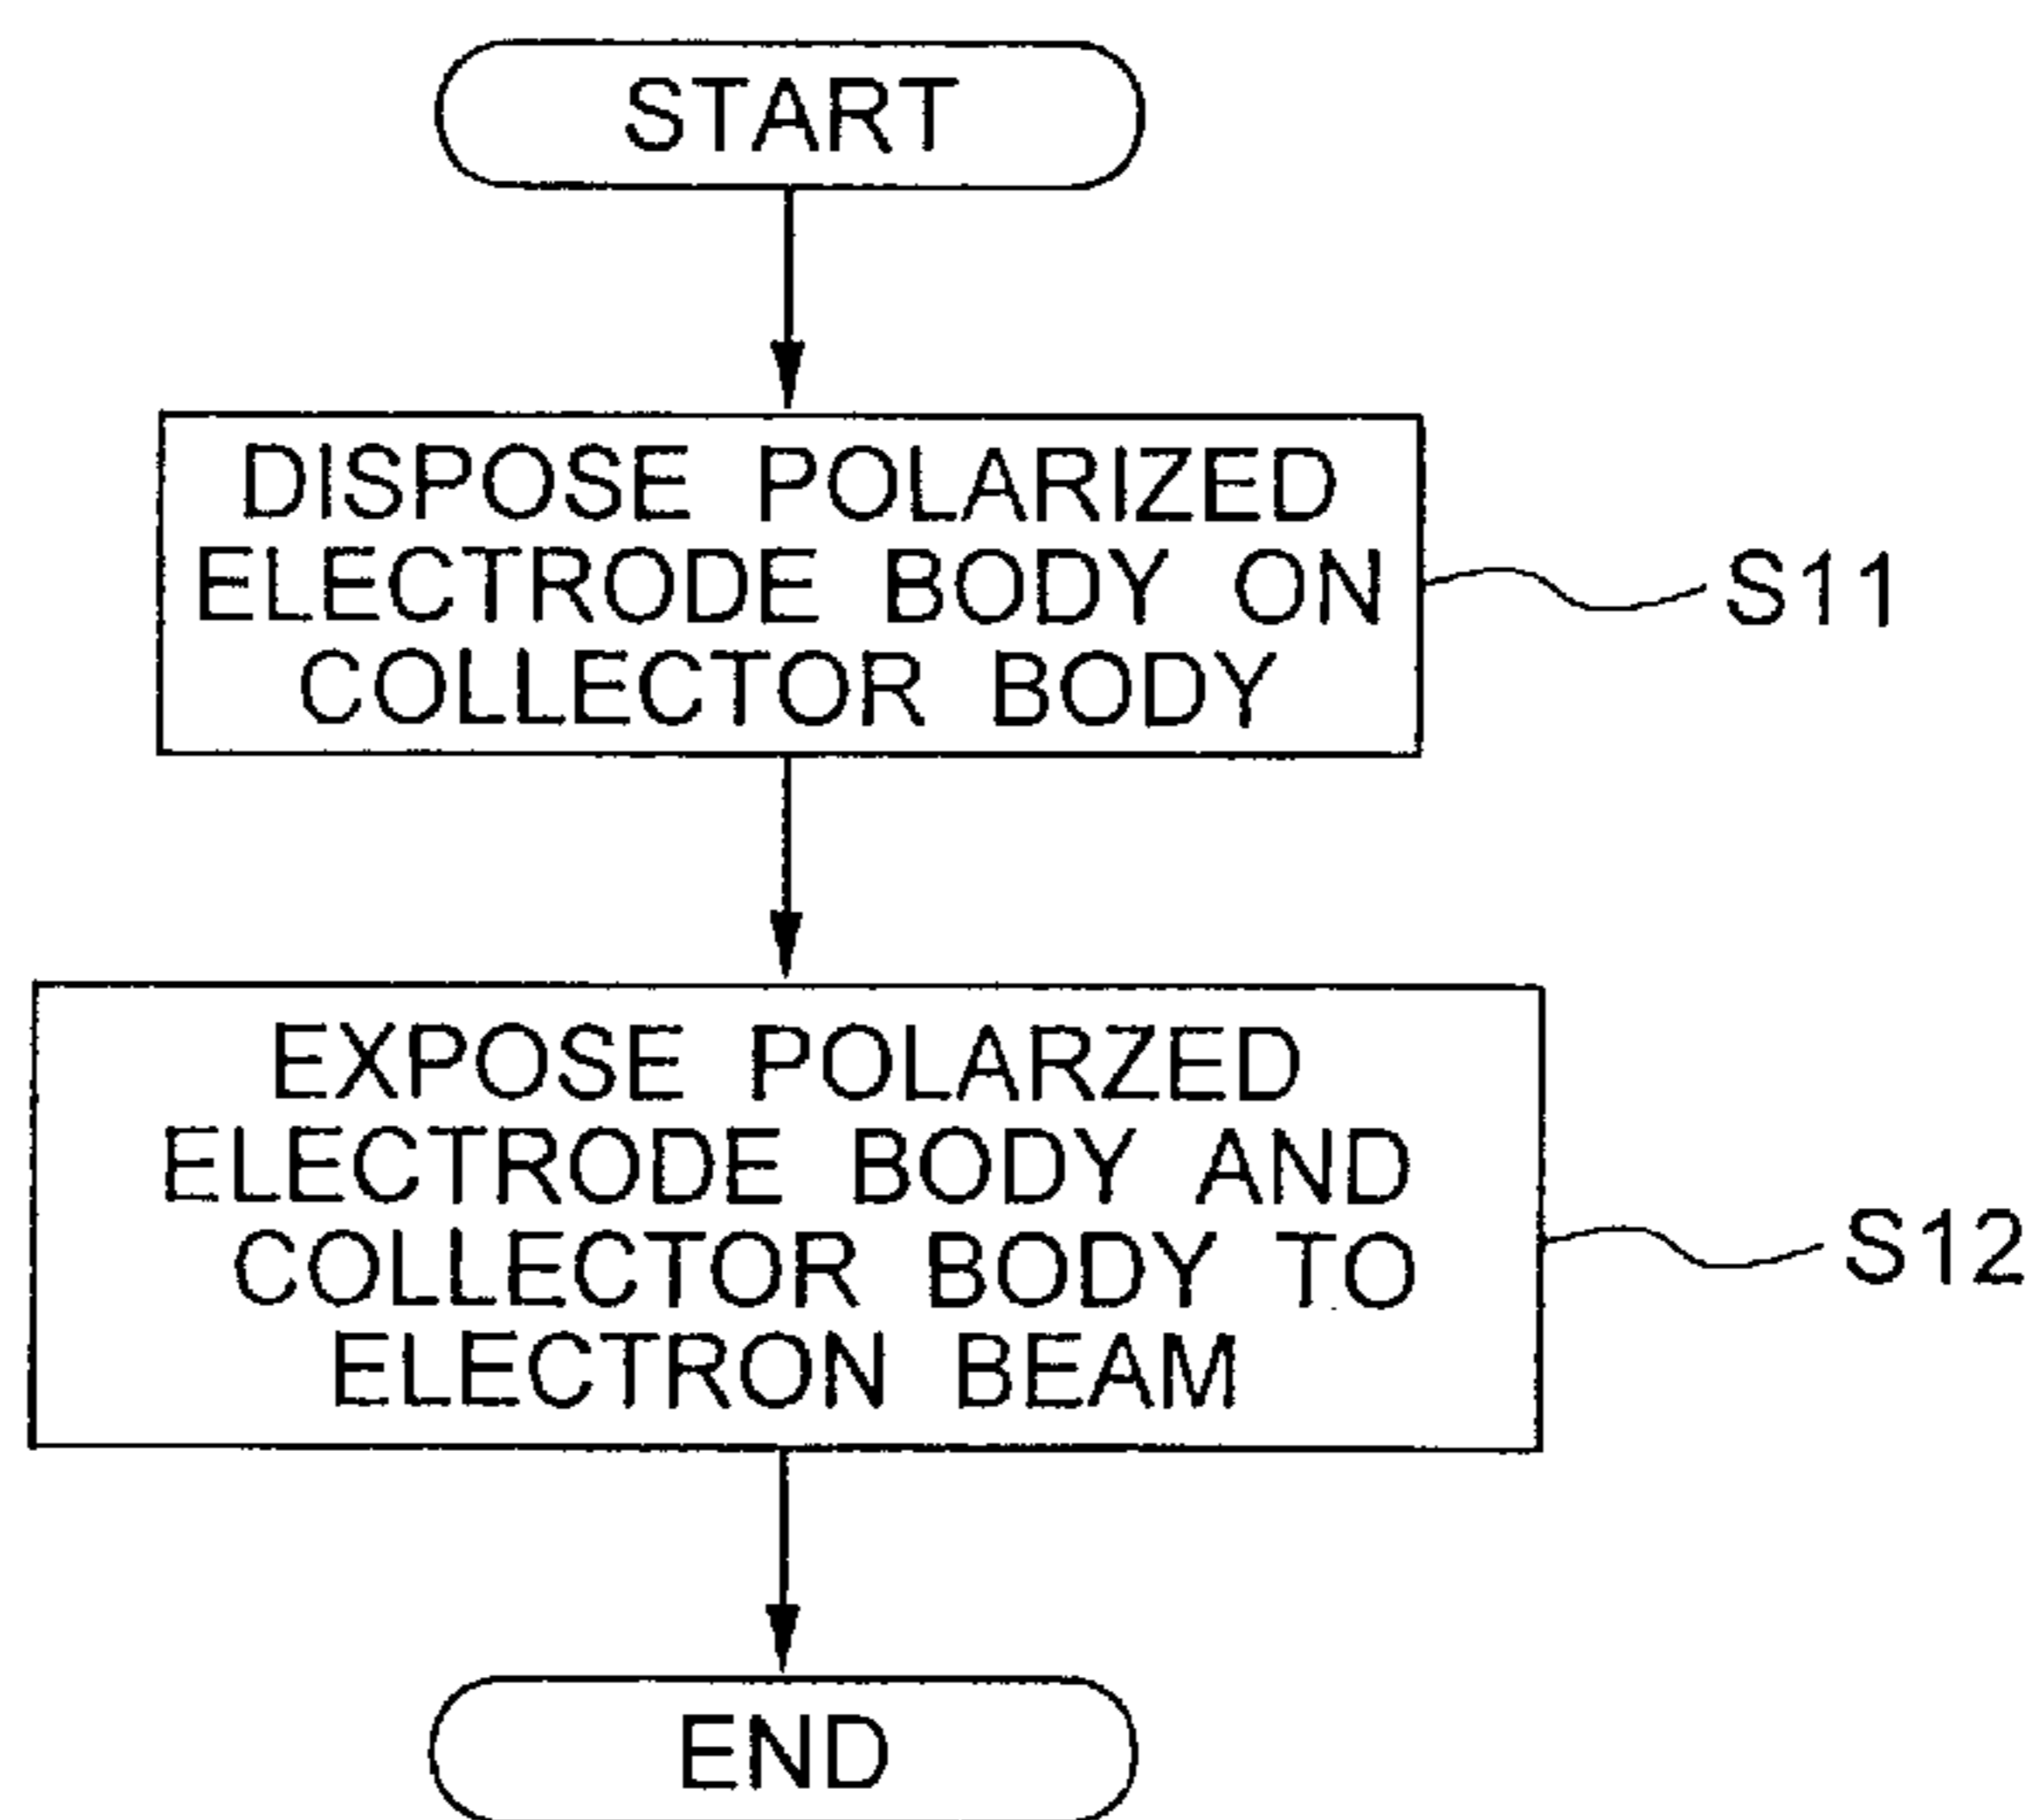 START
DISPOSE POLARIZED
ELECTRODE BODY ON
COLLECTOR BODY
S11
EXPOSE POLARZED
ELECTRODE BODY AND
COLLECTOR BODY TO
ELECTRON BEAM
S12
END